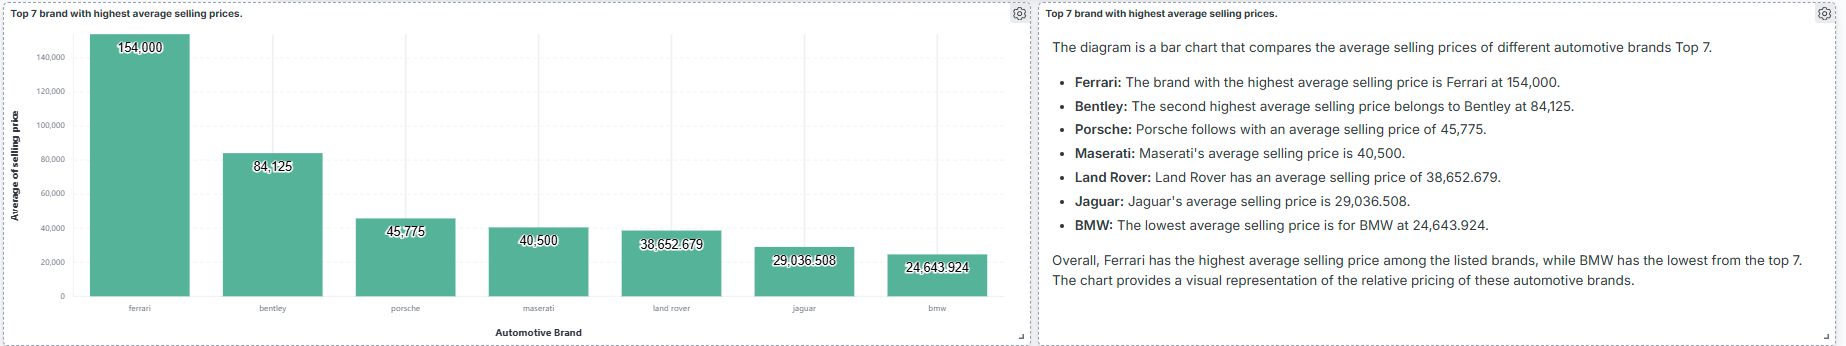 Top 7 brand with highest average selling prices.
154,000
84,125
45,775
40,500
38,652.679
29,036.508
24,643.924
140,000
120,000
100,000
80,000
60,000
40,000
20,000
0
Average of selling price
ferrari
bentley
porsche
maserati
land rover
jaguar
bmw
Automotive Brand
Top 7 brand with highest average selling prices.
The diagram is a bar chart that compares the average selling prices of different automotive brands Top 7.
• Ferrari: The brand with the highest average selling price is Ferrari at 154,000.
• Bentley: The second highest average selling price belongs to Bentley at 84,125.
• Porsche: Porsche follows with an average selling price of 45,775.
• Maserati: Maserati's average selling price is 40,500.
• Land Rover: Land Rover has an average selling price of 38,652.679.
• Jaguar: Jaguar's average selling price is 29,036.508.
• BMW: The lowest average selling price is for BMW at 24,643.924.
Overall, Ferrari has the highest average selling price among the listed brands, while BMW has the lowest from the top 7.
The chart provides a visual representation of the relative pricing of these automotive brands.